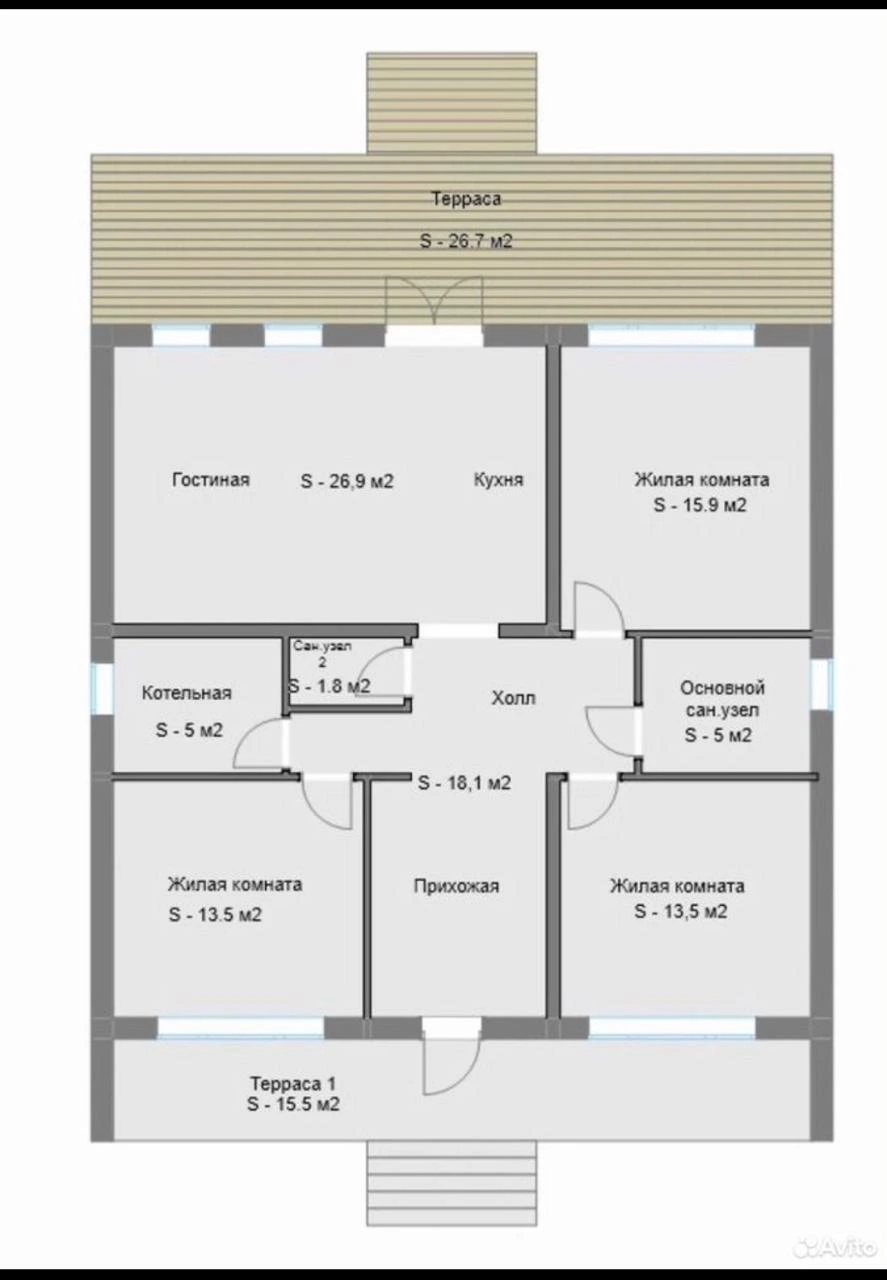 Терраса
S - 26.7 м2
Гостиная
S - 26,9 м2
Кухня
Жилая комната
S - 15.9 м2
Сан.узел
2
S - 1.8 м2
Котельная
S - 5 м2
Холл
Основной
сан.узел
S - 5 м2
S - 18,1 м2
Жилая комната
S - 13.5 м2
Прихожая
Жилая комната
S - 13,5 м2
Терраса 1
S - 15.5 м2
Avito